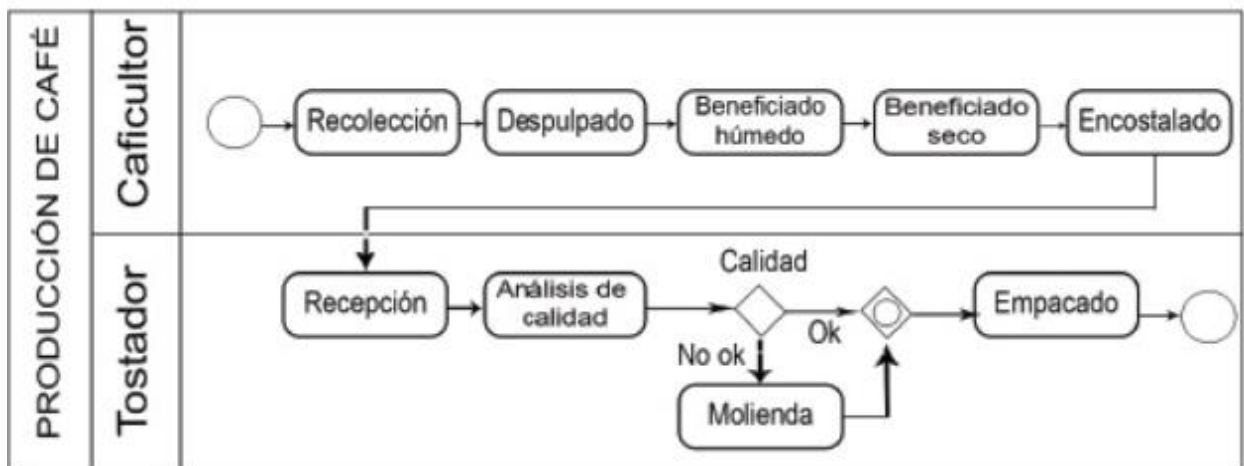 PRODUCCIÓN DE CAFÉ
Caficultor
Recolección
Despulpado
Beneficiado
húmedo
Beneficiado
seco
Encostalado
Tostador
Recepción
Análisis de
calidad
Calidad
Ok
No ok
Molienda
Empacado